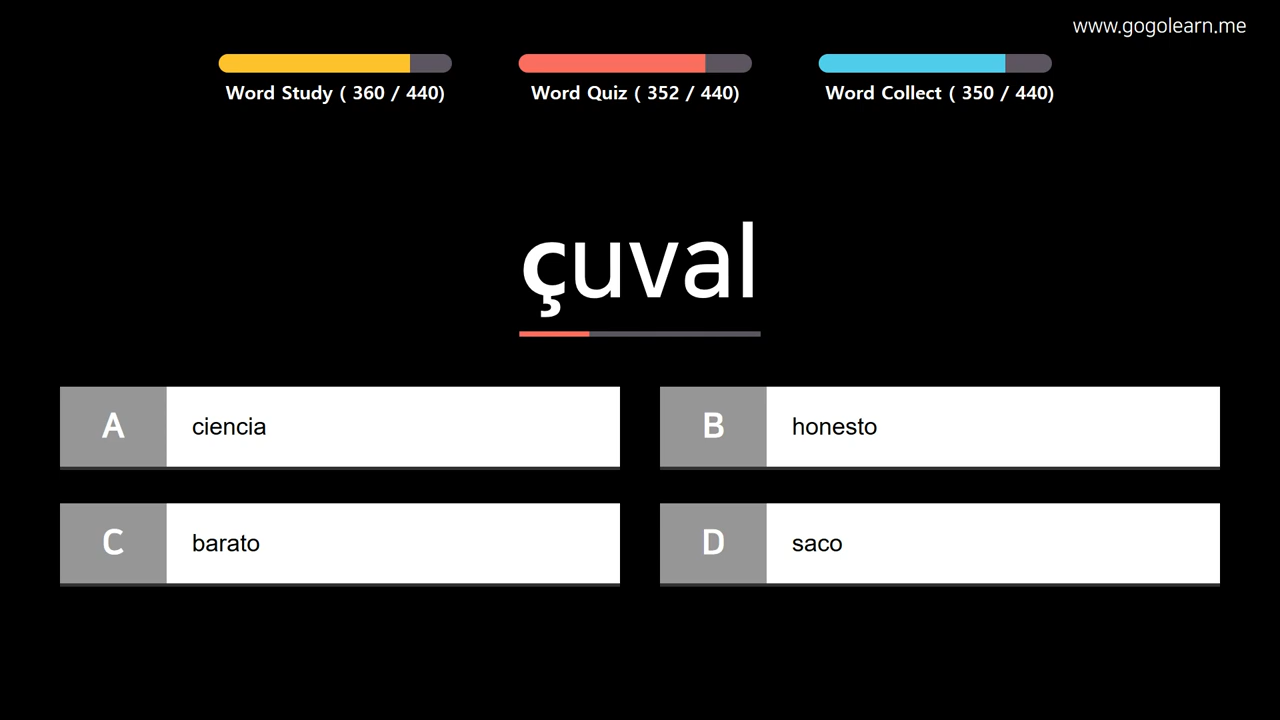 www.gogolearn.me
Word Study ( 360 / 440)
Word Quiz ( 352 / 440)
Word Collect ( 350 / 440)
çuval
A ciencia
B honesto
C barato
D saco